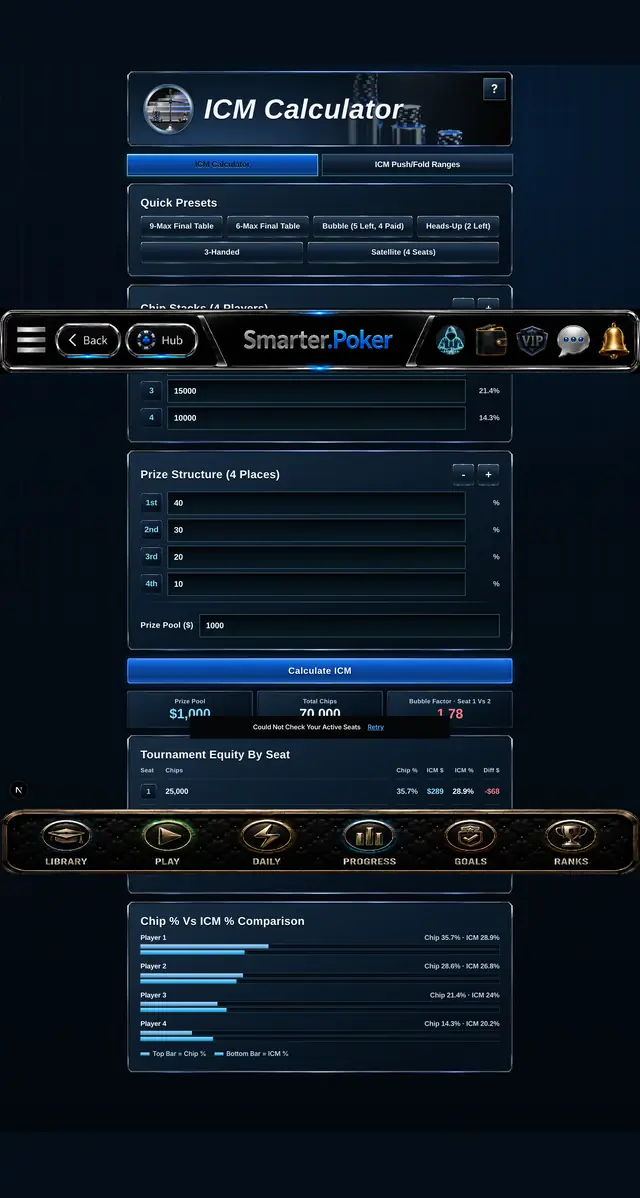 ICM Calculator
?
ICM Calculator
ICM Push/Fold Ranges
Quick Presets
9-Max Final Table
6-Max Final Table
Bubble (5 Left, 4 Paid)
Heads-Up (2 Left)
3-Handed
Satellite (4 Seats)
Chip Stacks (4 Players)
Back
Hub
Smarter.Poker
VIP
3 15000 21.4%
4 10000 14.3%
Prize Structure (4 Places)
- +
1st 40 %
2nd 30 %
3rd 20 %
4th 10 %
Prize Pool ($) 1000
Calculate ICM
Prize Pool
$1,000
Total Chips
70,000
Bubble Factor · Seat 1 Vs 2
1.78
Could Not Check Your Active Seats Retry
Tournament Equity By Seat
Seat Chips Chip % ICM $ ICM % Diff $
1 25,000 35.7% $289 28.9% -$68
N
LIBRARY
PLAY
DAILY
PROGRESS
GOALS
RANKS
Chip % Vs ICM % Comparison
Player 1 Chip 35.7% · ICM 28.9%
Player 2 Chip 28.6% · ICM 26.8%
Player 3 Chip 21.4% · ICM 24%
Player 4 Chip 14.3% · ICM 20.2%
Top Bar = Chip %
Bottom Bar = ICM %